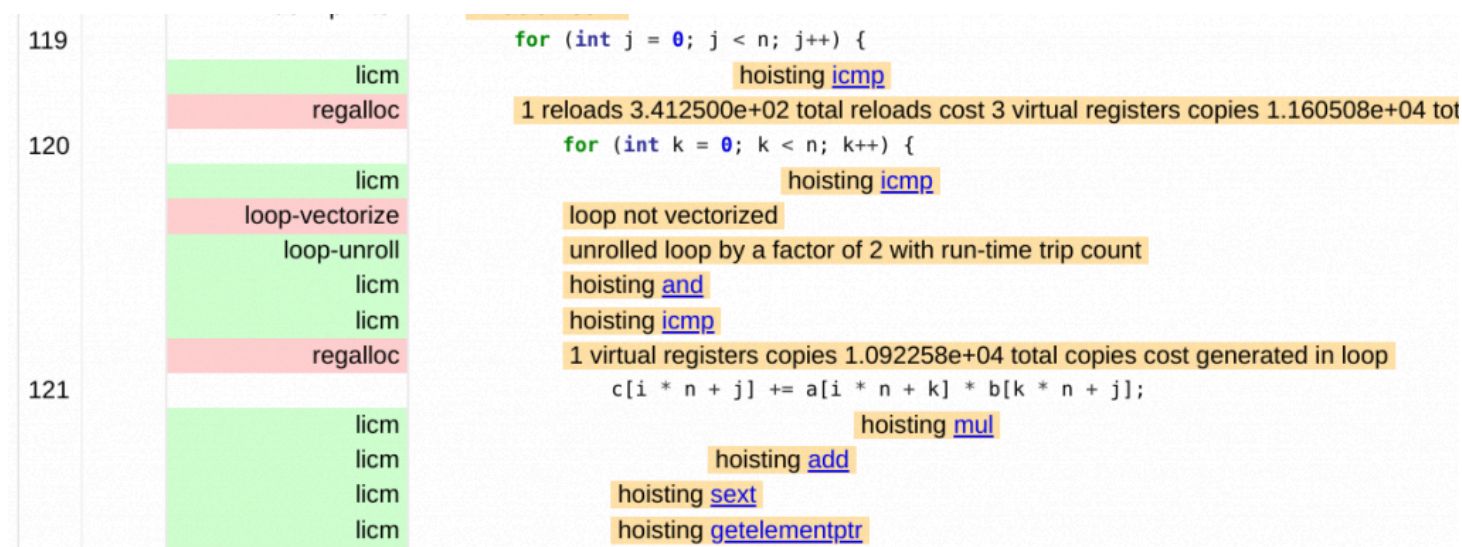 119 for (int j = 0; j < n; j++) {
licm hoisting icmp
regalloc 1 reloads 3.412500e+02 total reloads cost 3 virtual registers copies 1.160508e+04
120 for (int k = 0; k < n; k++) {
licm hoisting icmp
loop-vectorize loop not vectorized
loop-unroll unrolled loop by a factor of 2 with run-time trip count
licm hoisting and
licm hoisting icmp
regalloc 1 virtual registers copies 1.092258e+04 total copies cost generated in loop
121 c[i * n + j] += a[i * n + k] * b[k * n + j];
licm hoisting mul
licm hoisting add
licm hoisting sext
licm hoisting getelementptr